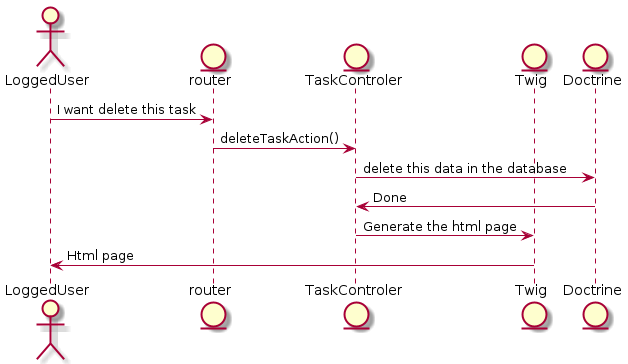 LoggedUser router TaskControler Twig Doctrine
I want delete this task
deleteTaskAction()
delete this data in the database
Done
Generate the html page
Html page
LoggedUser router TaskControler Twig Doctrine